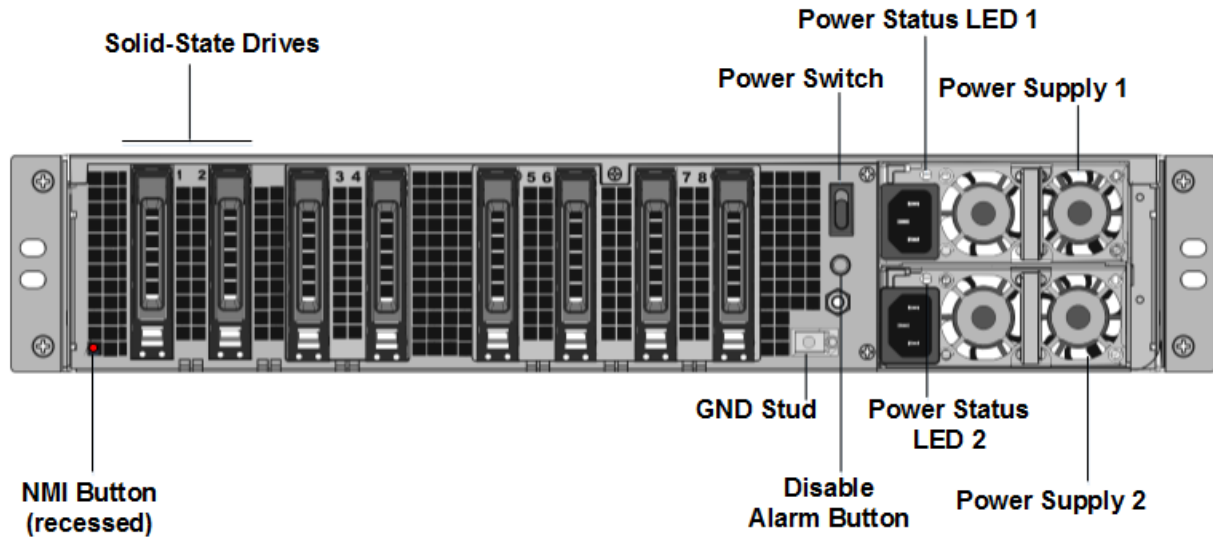 Power Status LED 1
Solid-State Drives
Power Switch
Power Supply 1
1 2
3 4
5 6
7 8
GND Stud
Power Status
LED 2
NMI Button
(recessed)
Disable
Alarm Button
Power Supply 2